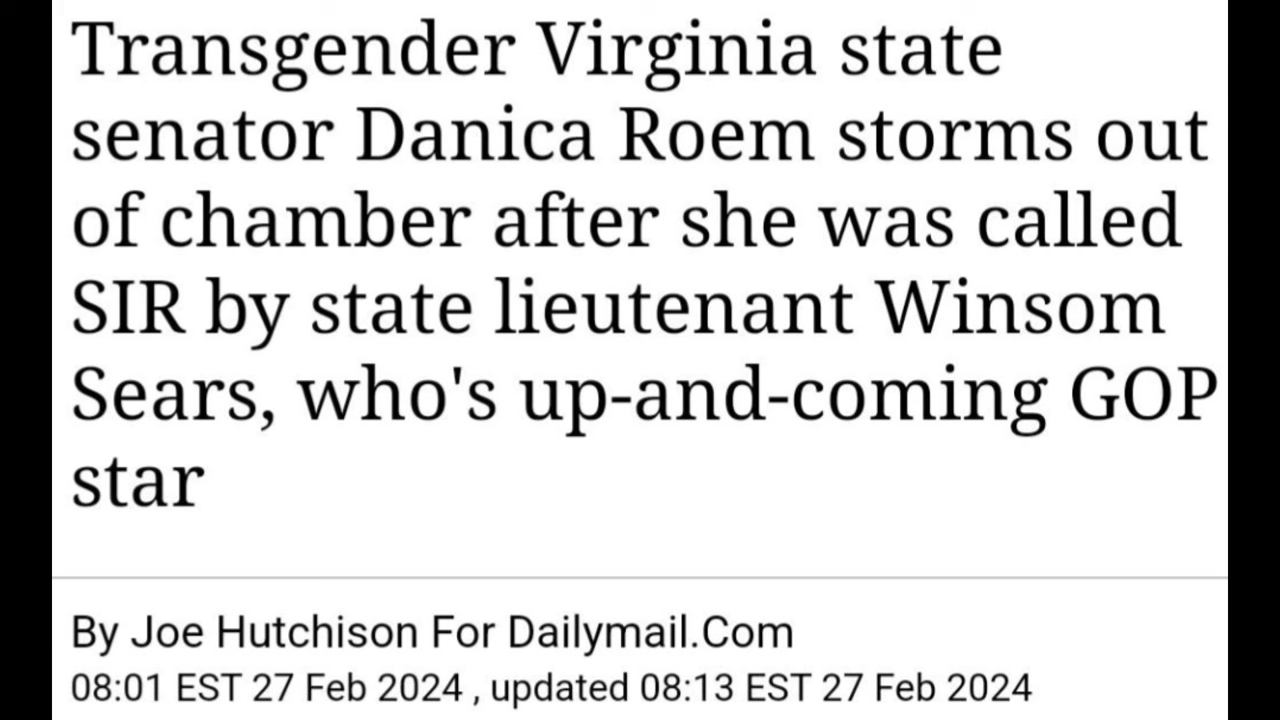 Transgender Virginia state
senator Danica Roem storms out
of chamber after she was called
SIR by state lieutenant Winsom
Sears, who's up-and-coming GOP
star
By Joe Hutchison For Dailymail.Com
08:01 EST 27 Feb 2024 , updated 08:13 EST 27 Feb 2024